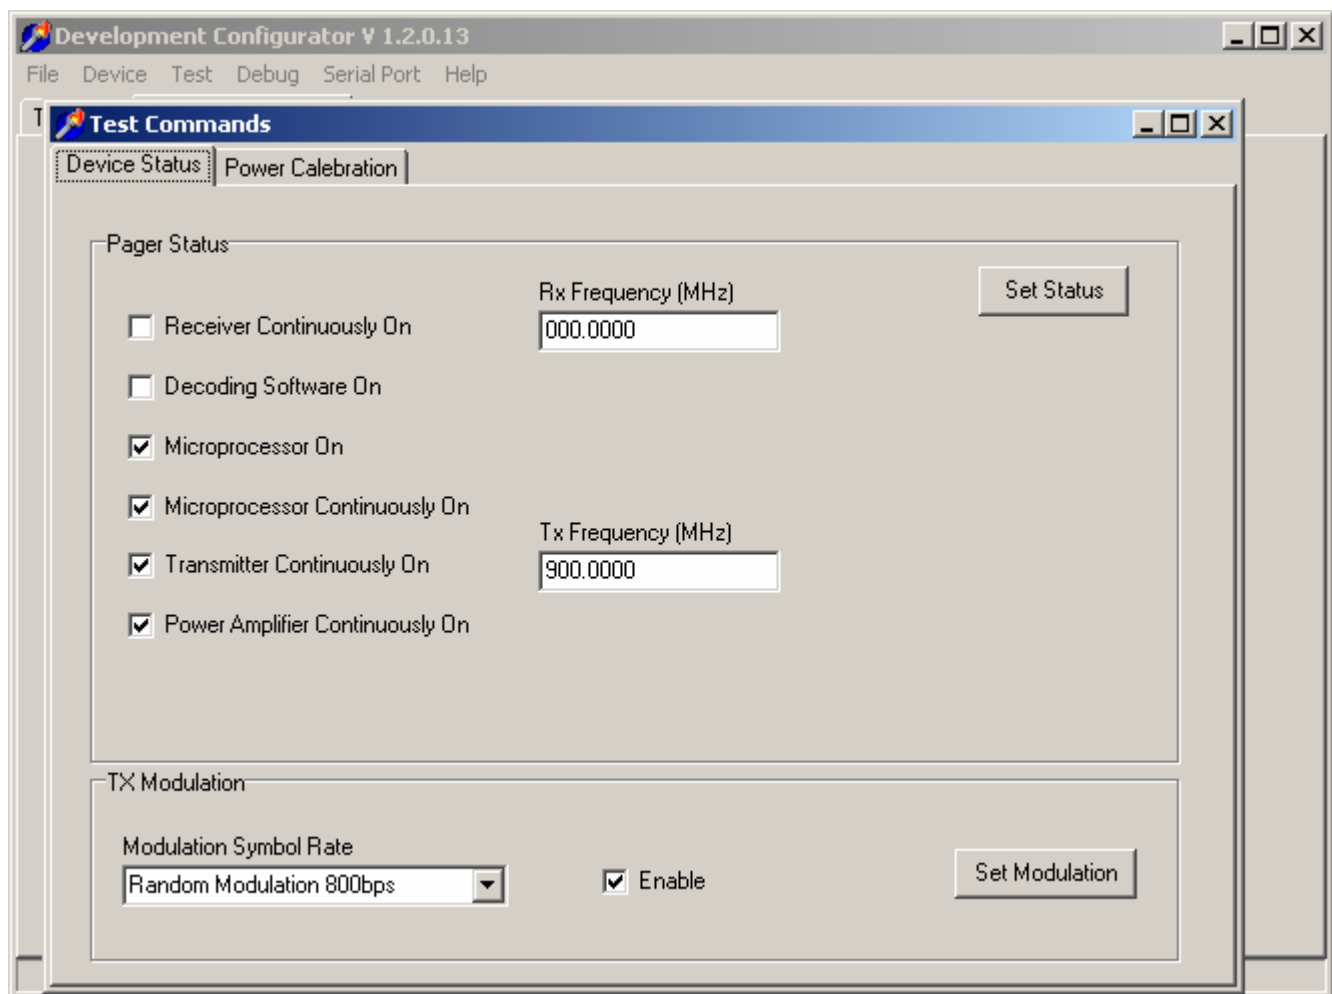 Development Configurator V 1.2.0.13
File Device Test Debug Serial Port Help
T
Test Commands
Device Status Power Calebration
Pager Status
Rx Frequency (MHz)
Set Status
Receiver Continuously On
000.0000
Decoding Software On
Microprocessor On
Microprocessor Continuously On
Tx Frequency (MHz)
Transmitter Continuously On
900.0000
Power Amplifier Continuously On
TX Modulation
Modulation Symbol Rate
Random Modulation 800bps
Enable
Set Modulation